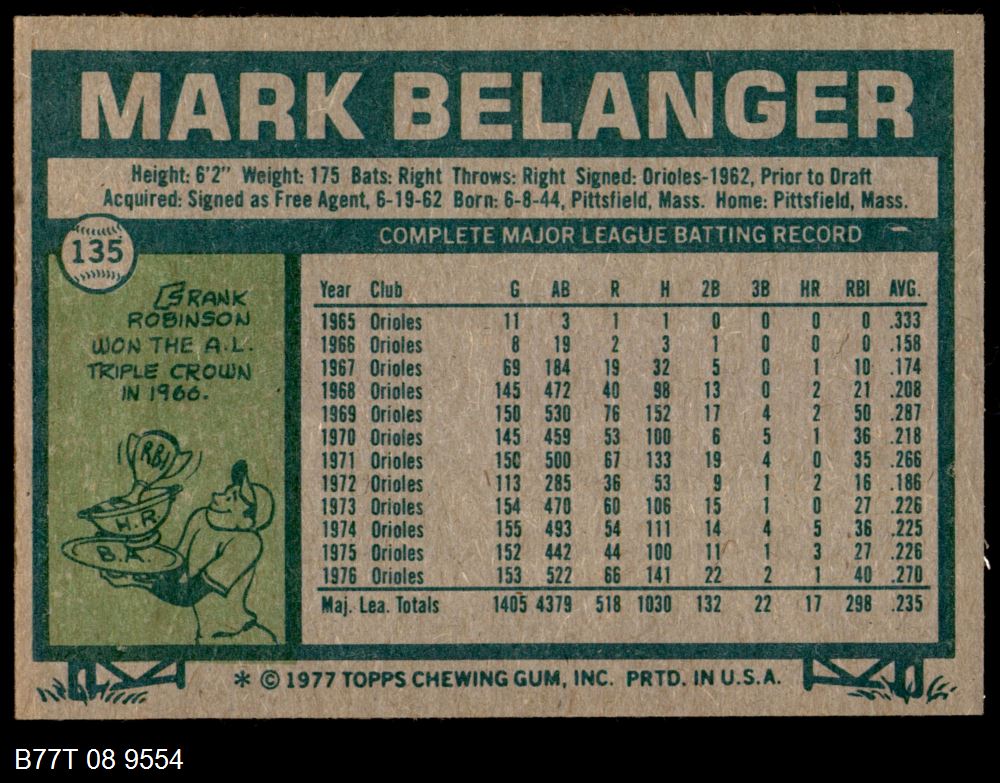 MARK BELANGER
Height: 6'2" Weight: 175 Bats: Right Throws: Right Signed: Orioles-1962, Prior to Draft
Acquired: Signed as Free Agent, 6-19-62 Born: 6-8-44, Pittsfield, Mass. Home: Pittsfield, Mass.
135
COMPLETE MAJOR LEAGUE BATTING RECORD
FRANK
ROBINSON
WON THE A.L.
TRIPLE CROWN
IN 1966.
RBI
H.R.
B.A.
Year Club G AB R H 2B 3B HR RBI AVG.
1965 Orioles 11 3 1 1 0 0 0 0 .333
1966 Orioles 8 19 2 3 1 0 0 0 .158
1967 Orioles 69 184 19 32 5 0 1 10 .174
1968 Orioles 145 472 40 98 13 0 2 21 .208
1969 Orioles 150 530 76 152 17 4 2 50 .287
1970 Orioles 145 459 53 100 6 5 1 36 .218
1971 Orioles 150 500 67 133 19 4 0 35 .266
1972 Orioles 113 285 36 53 9 1 2 16 .186
1973 Orioles 154 470 60 106 15 1 0 27 .226
1974 Orioles 155 493 54 111 14 4 5 36 .225
1975 Orioles 152 442 44 100 11 1 3 27 .226
1976 Orioles 153 522 66 141 22 2 1 40 .270
Maj. Lea. Totals 1405 4379 518 1030 132 22 17 298 .235
* © 1977 TOPPS CHEWING GUM, INC. PRTD. IN U.S.A.
B77T 08 9554